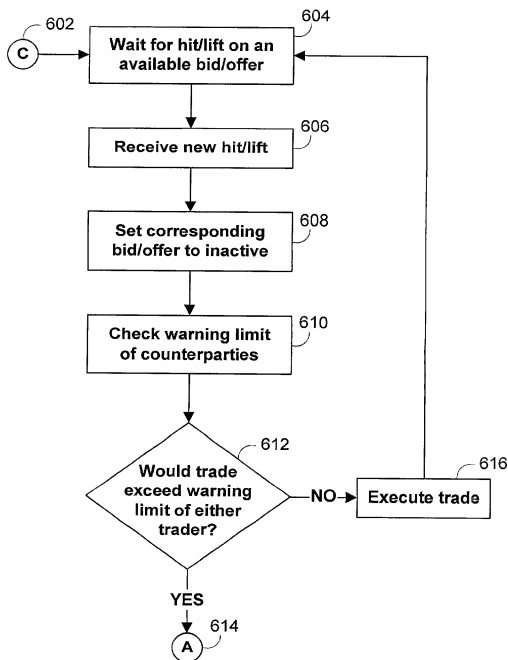 602
C
604
Wait for hit/lift on an
available bid/offer
606
Receive new hit/lift
608
Set corresponding
bid/offer to inactive
610
Check warning limit
of counterparties
612
Would trade
exceed warning
limit of either
trader?
NO
616
Execute trade
YES
614
A